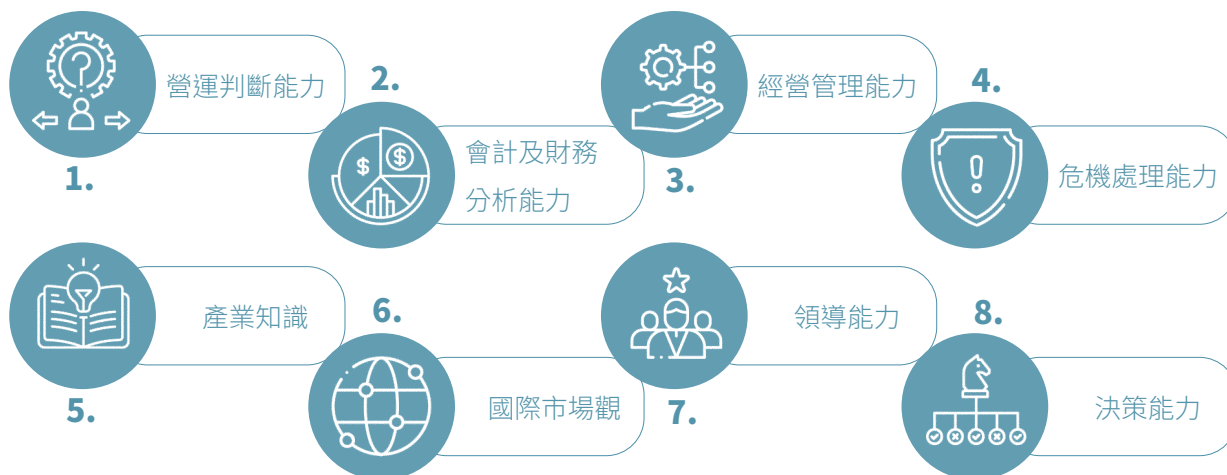 1.
營運判斷能力
2.
會計及財務
分析能力
3.
經營管理能力
4.
危機處理能力
5.
產業知識
6.
國際市場觀
7.
領導能力
8.
決策能力